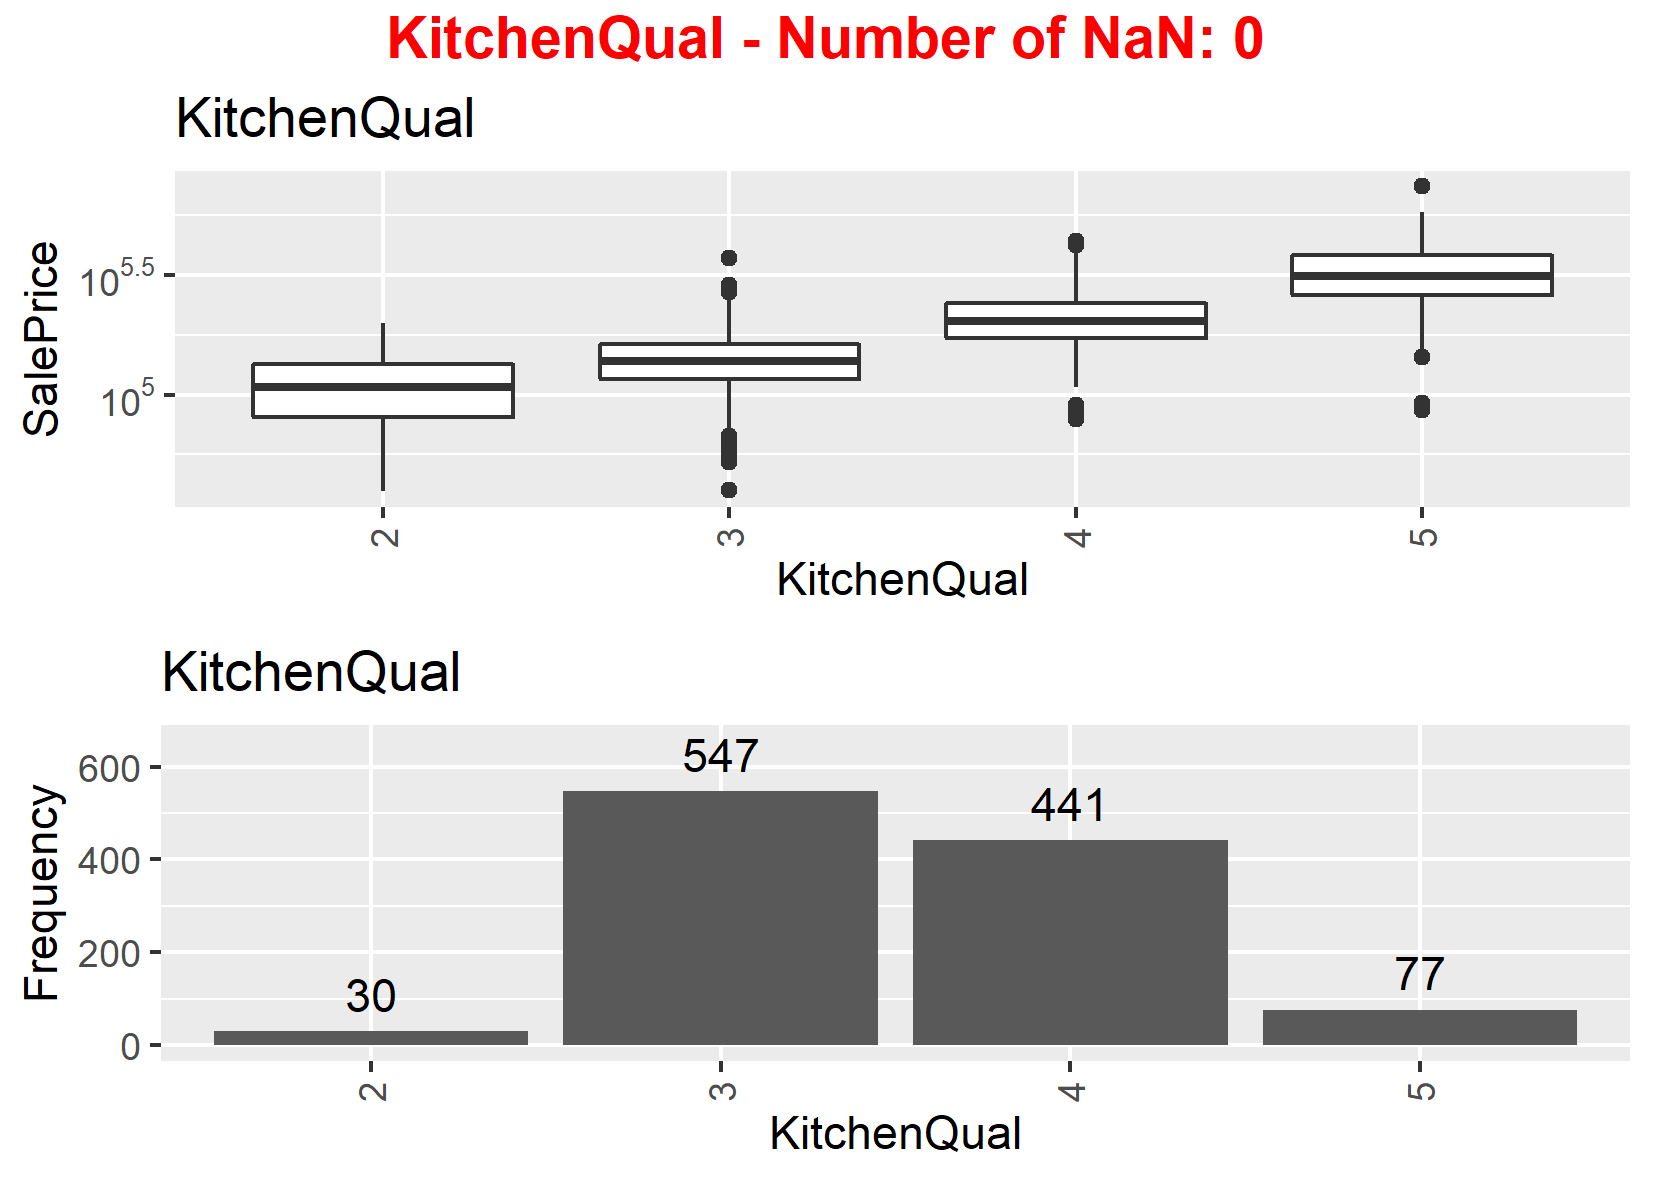 KitchenQual - Number of NaN: 0
KitchenQual
SalePrice
10^5.5
10^5
2 3 4 5
KitchenQual
KitchenQual
Frequency
600
400
200
0
30 547 441 77
2 3 4 5
KitchenQual